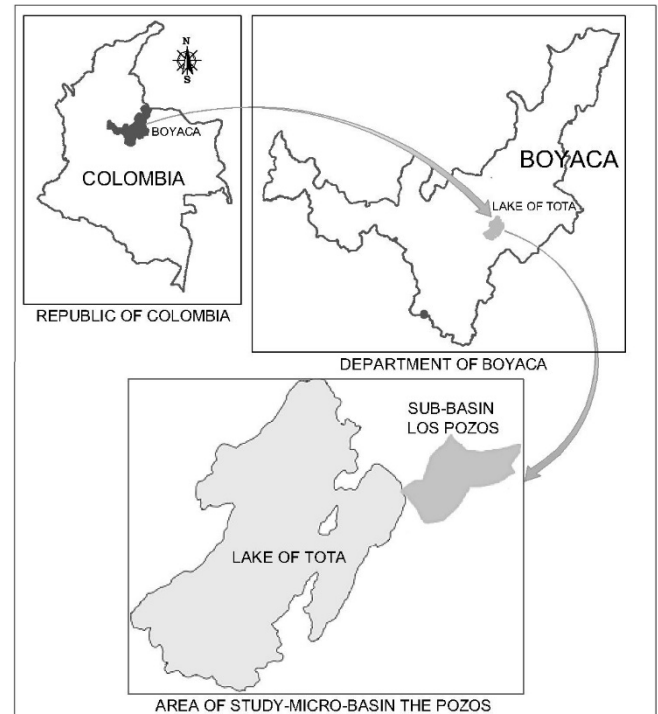 N
S
BOYACA
COLOMBIA
REPUBLIC OF COLOMBIA
BOYACA
LAKE OF TOTA
DEPARTMENT OF BOYACA
SUB-BASIN
LOS POZOS
LAKE OF TOTA
AREA OF STUDY-MICRO-BASIN THE POZOS